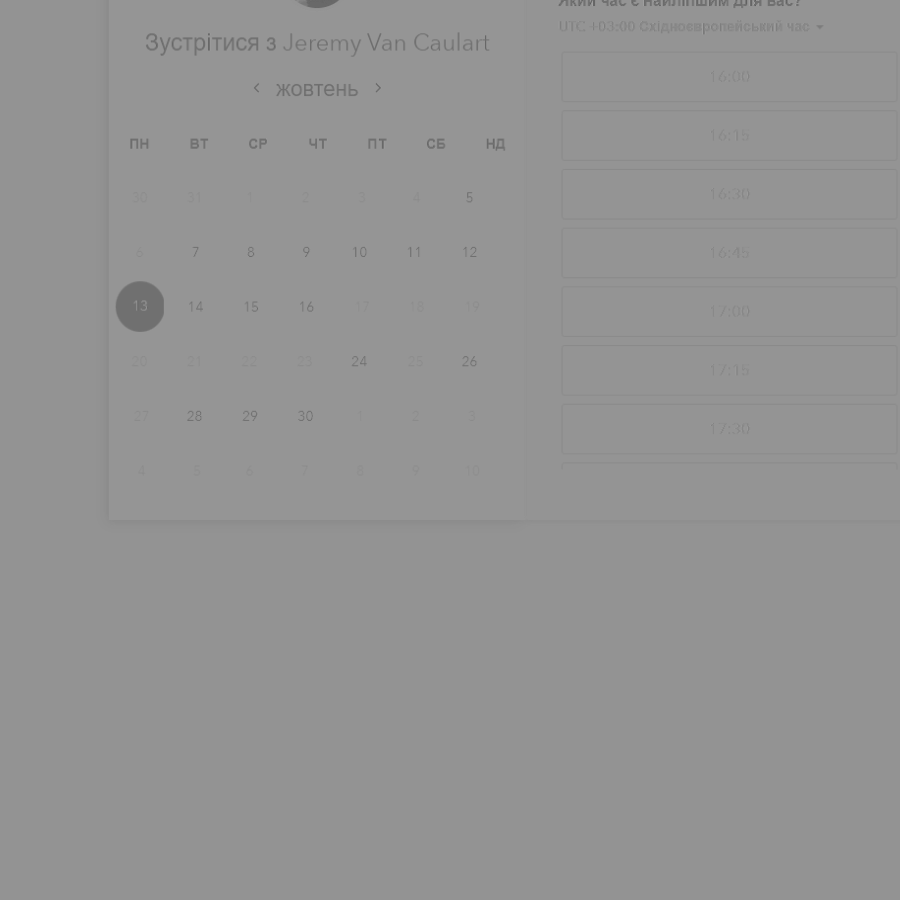 Зустрітися з Jeremy Van Caulart
жовтень
ПН ВТ СР ЧТ ПТ СБ НД
30 31 1 2 3 4 5
6 7 8 9 10 11 12
13 14 15 16 17 18 19
20 21 22 23 24 25 26
27 28 29 30 1 2 3
4 5 6 7 8 9 10
Який час є найліпшим для вас?
UTC +03:00 Східноєвропейський час
16:00
16:15
16:30
16:45
17:00
17:15
17:30